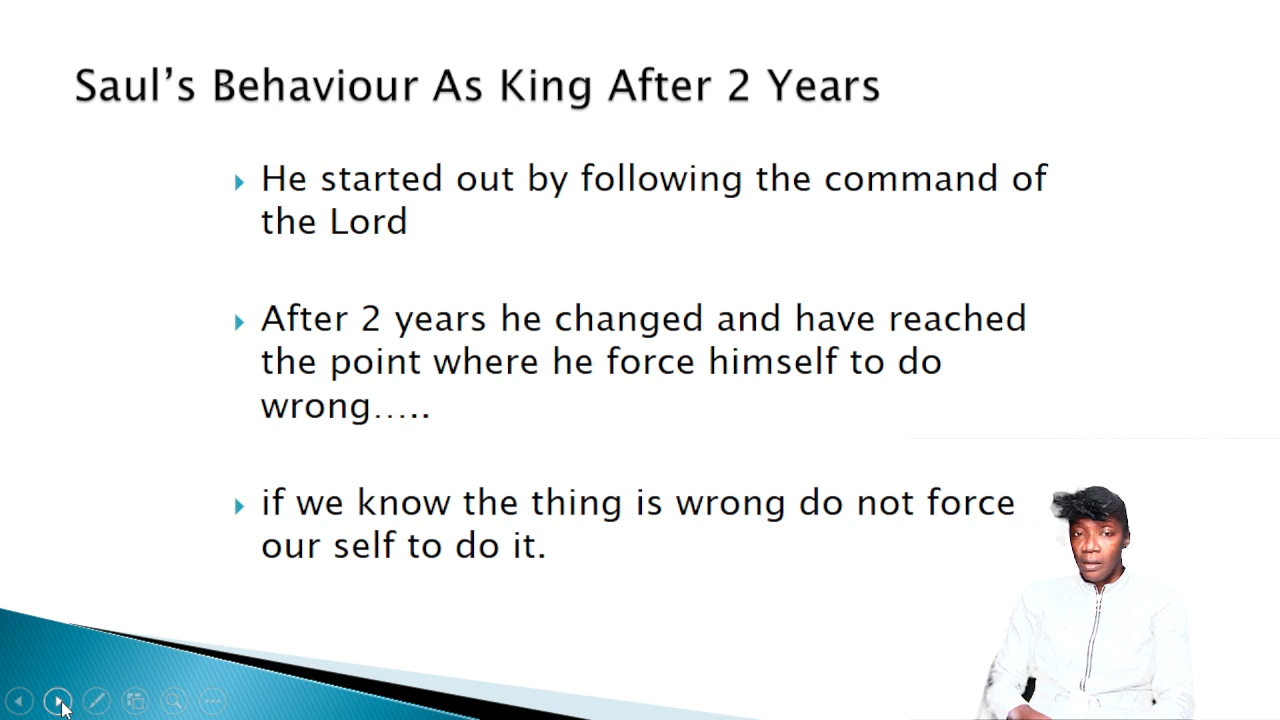 Saul’s Behaviour As King After 2 Years
He started out by following the command of
the Lord
After 2 years he changed and have reached
the point where he force himself to do
wrong…..
if we know the thing is wrong do not force
our self to do it.